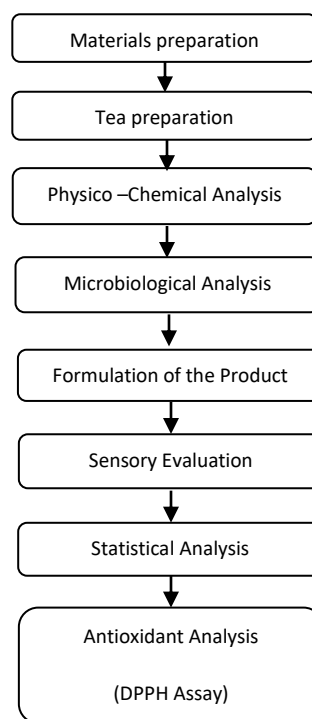 Materials preparation
Tea preparation
Physico –Chemical Analysis
Microbiological Analysis
Formulation of the Product
Sensory Evaluation
Statistical Analysis
Antioxidant Analysis
(DPPH Assay)